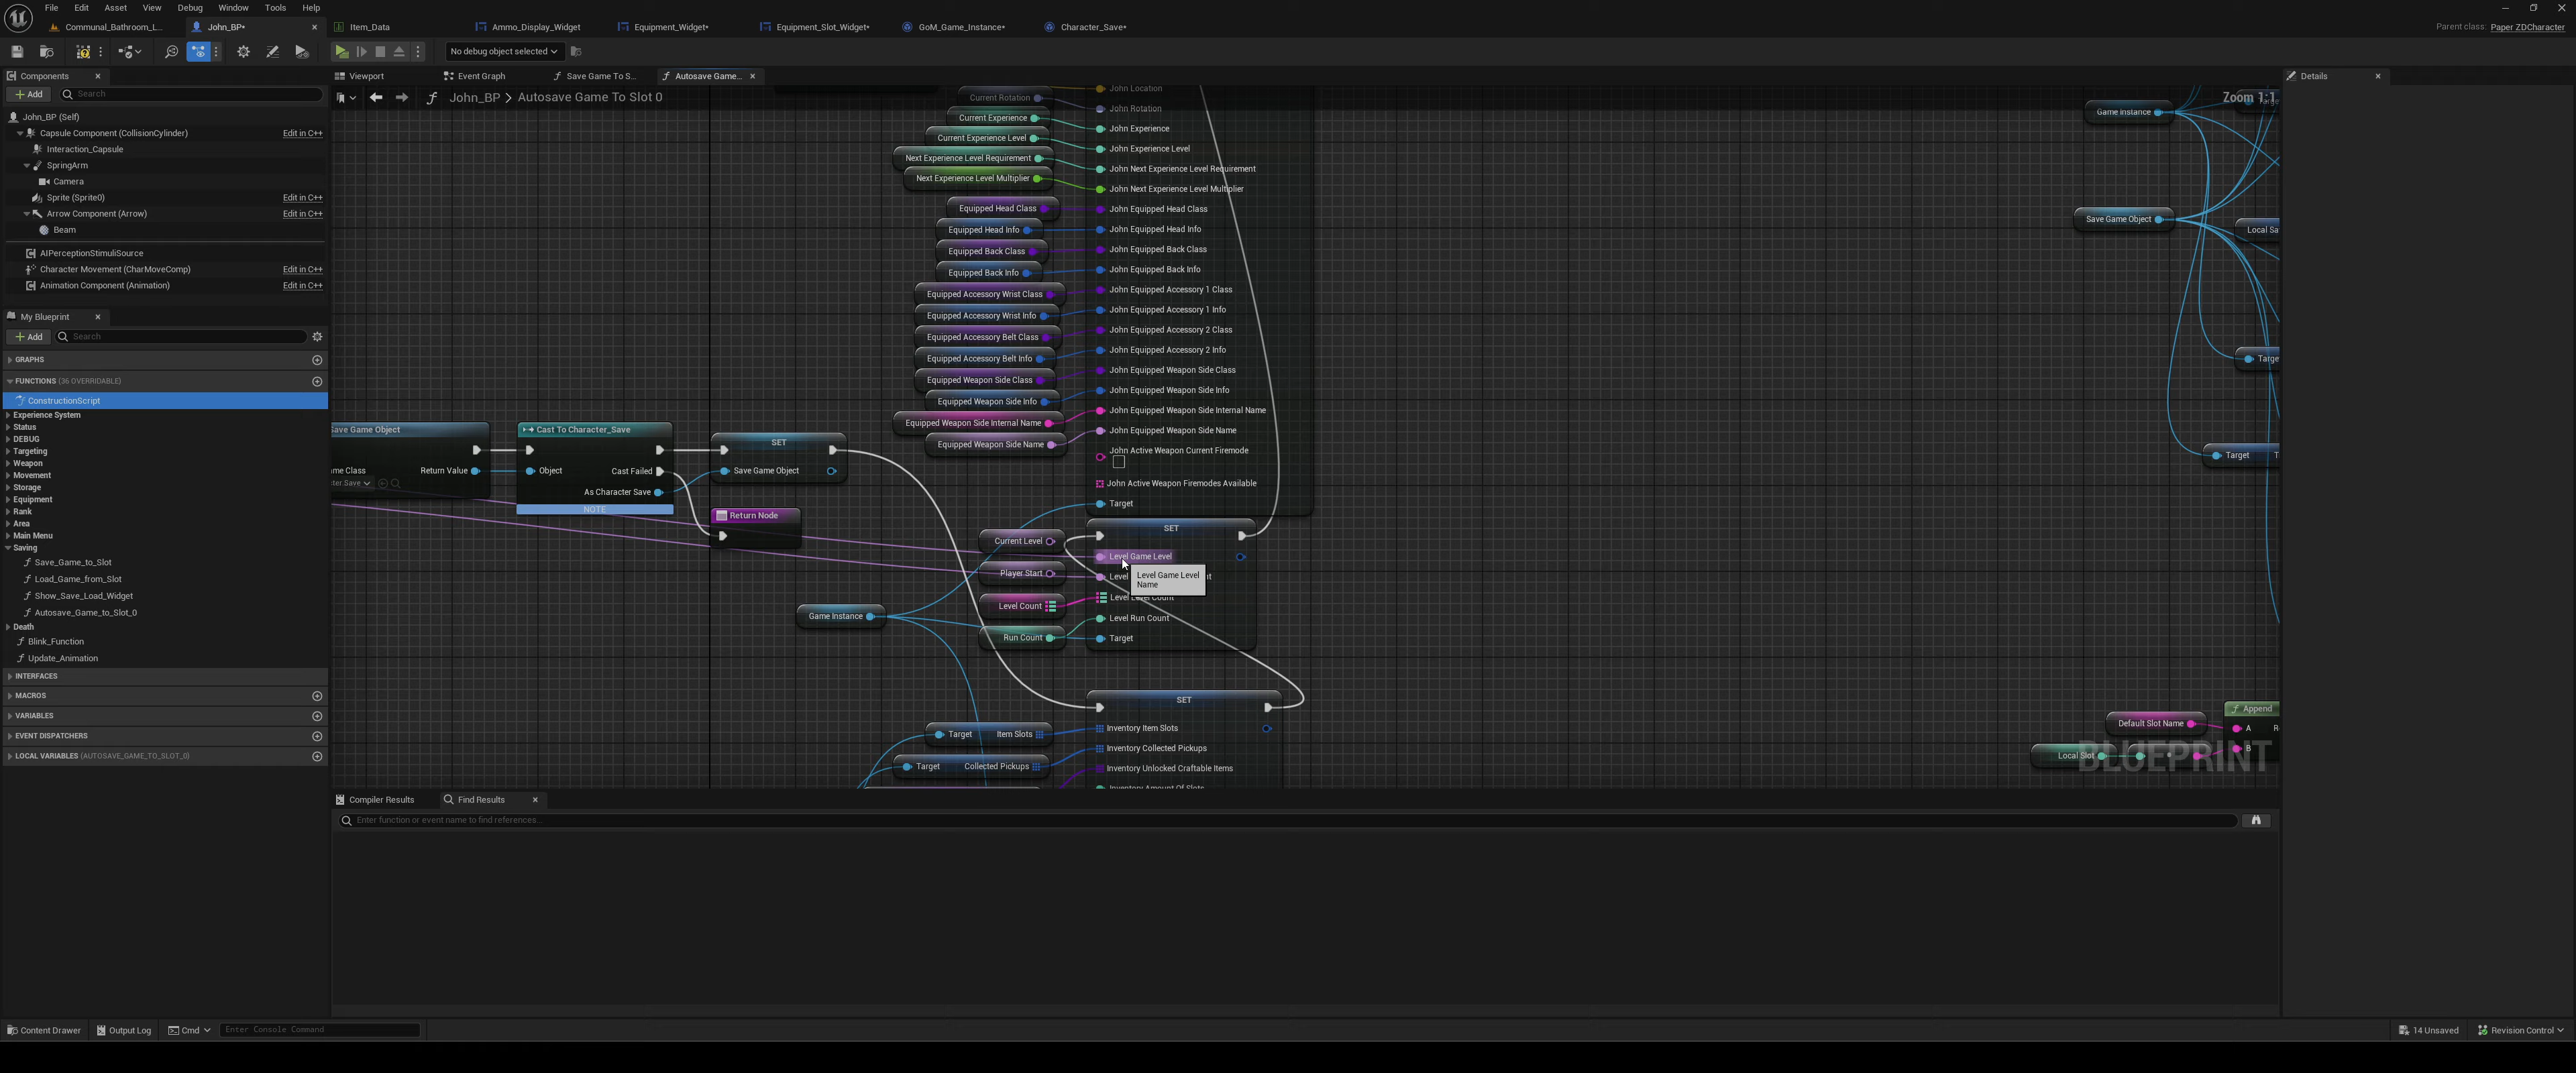 File Edit Asset View Debug Window Tools Help
Communal_Bathroom_L... John_BP* Item_Data Ammo_Display_Widget Equipment_Widget* Equipment_Slot_Widget* GoM_Game_Instance* Character_Save*
Parent class: Paper ZDCharacter
No debug object selected
Components
Add Search
John_BP (Self)
Capsule Component (CollisionCylinder) Edit in C++
Interaction_Capsule
SpringArm
Camera
Sprite (Sprite0) Edit in C++
Arrow Component (Arrow) Edit in C++
Beam
AIPerceptionStimuliSource
Character Movement (CharMoveComp) Edit in C++
Animation Component (Animation) Edit in C++
My Blueprint
Add Search
GRAPHS
FUNCTIONS (36 OVERRIDABLE)
ConstructionScript
Experience System
Status
DEBUG
Targeting
Weapon
Movement
Storage
Equipment
Rank
Area
Main Menu
Saving
Save_Game_to_Slot
Load_Game_from_Slot
Show_Save_Load_Widget
Autosave_Game_to_Slot_0
Death
Blink_Function
Update_Animation
INTERFACES
MACROS
VARIABLES
EVENT DISPATCHERS
LOCAL VARIABLES (AUTOSAVE_GAME_TO_SLOT_0)
Viewport Event Graph Save Game To S... Autosave Game...
John_BP > Autosave Game To Slot 0
Zoom 1:1
Current Rotation
Current Experience
Current Experience Level
Next Experience Level Requirement
Next Experience Level Multiplier
Equipped Head Class
Equipped Head Info
Equipped Back Class
Equipped Back Info
Equipped Accessory Wrist Class
Equipped Accessory Wrist Info
Equipped Accessory Belt Class
Equipped Accessory Belt Info
Equipped Weapon Side Class
Equipped Weapon Side Info
Equipped Weapon Side Internal Name
Equipped Weapon Side Name
John Location
John Rotation
John Experience
John Experience Level
John Next Experience Level Requirement
John Next Experience Level Multiplier
John Equipped Head Class
John Equipped Head Info
John Equipped Back Class
John Equipped Back Info
John Equipped Accessory 1 Class
John Equipped Accessory 1 Info
John Equipped Accessory 2 Class
John Equipped Accessory 2 Info
John Equipped Weapon Side Class
John Equipped Weapon Side Info
John Equipped Weapon Side Internal Name
John Equipped Weapon Side Name
John Active Weapon Current Firemode
John Active Weapon Firemodes Available
Target
Save Game Object
Return Value
Cast To Character_Save
Object
Cast Failed
As Character Save
NOTE
SET
Save Game Object
Return Node
Current Level
Player Start
Level Count
Run Count
Game Instance
SET
Level Game Level
Level Run Count
Target
Level Game Level
Name
SET
Target Item Slots
Target Collected Pickups
Inventory Item Slots
Inventory Collected Pickups
Inventory Unlocked Craftable Items
Inventory Amount Of Slots
Game Instance
Save Game Object
Local Sa
Targe
Target
Default Slot Name
Append
A
B
Local Slot
BLUEPRINT
Compiler Results Find Results
Enter function or event name to find references...
Details
Content Drawer Output Log Cmd Enter Console Command
14 Unsaved Revision Control